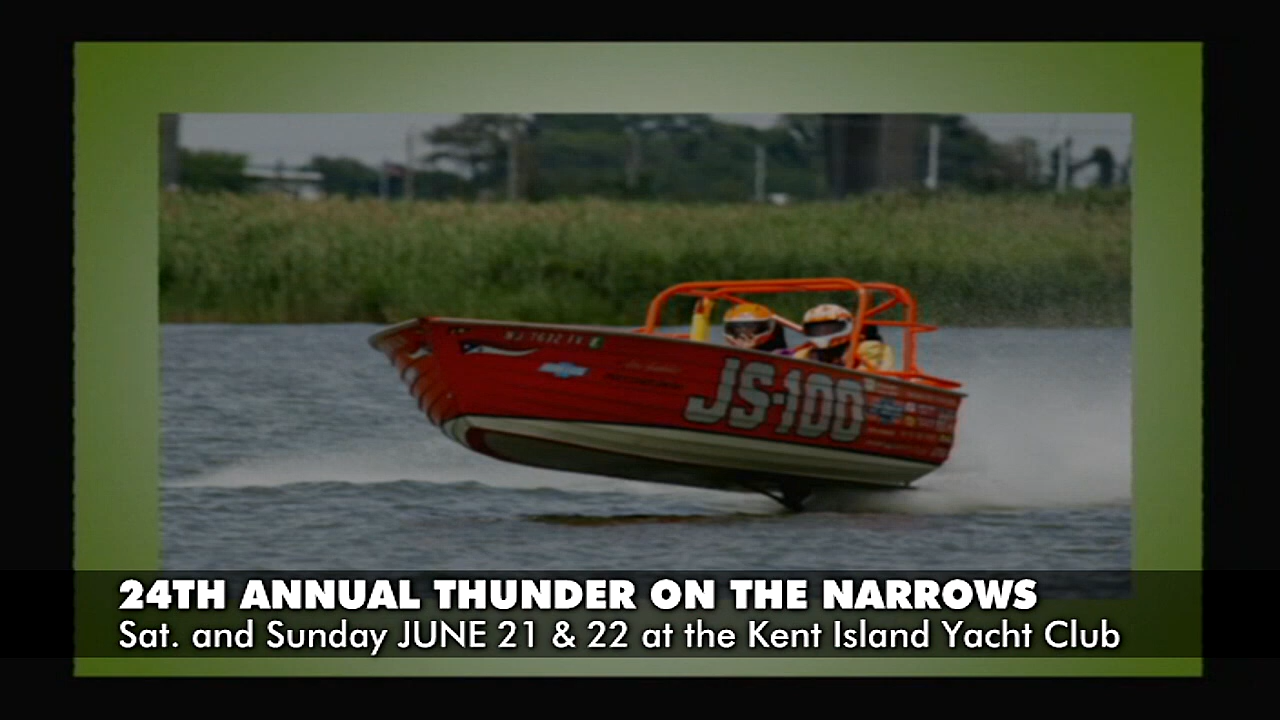 JS-100
24TH ANNUAL THUNDER ON THE NARROWS
Sat. and Sunday JUNE 21 & 22 at the Kent Island Yacht Club